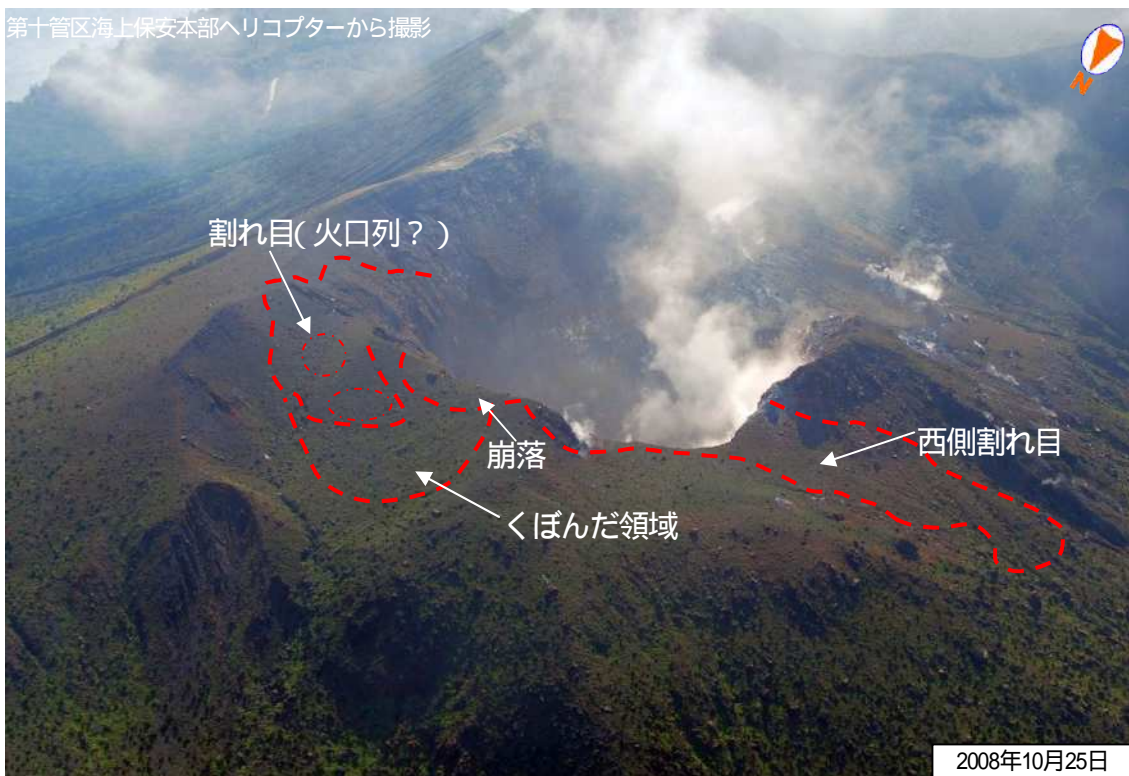 第十管区海上保安本部ヘリコプターから撮影
N
割れ目(火口列？)
崩落
西側割れ目
くぼんだ領域
2008年10月25日